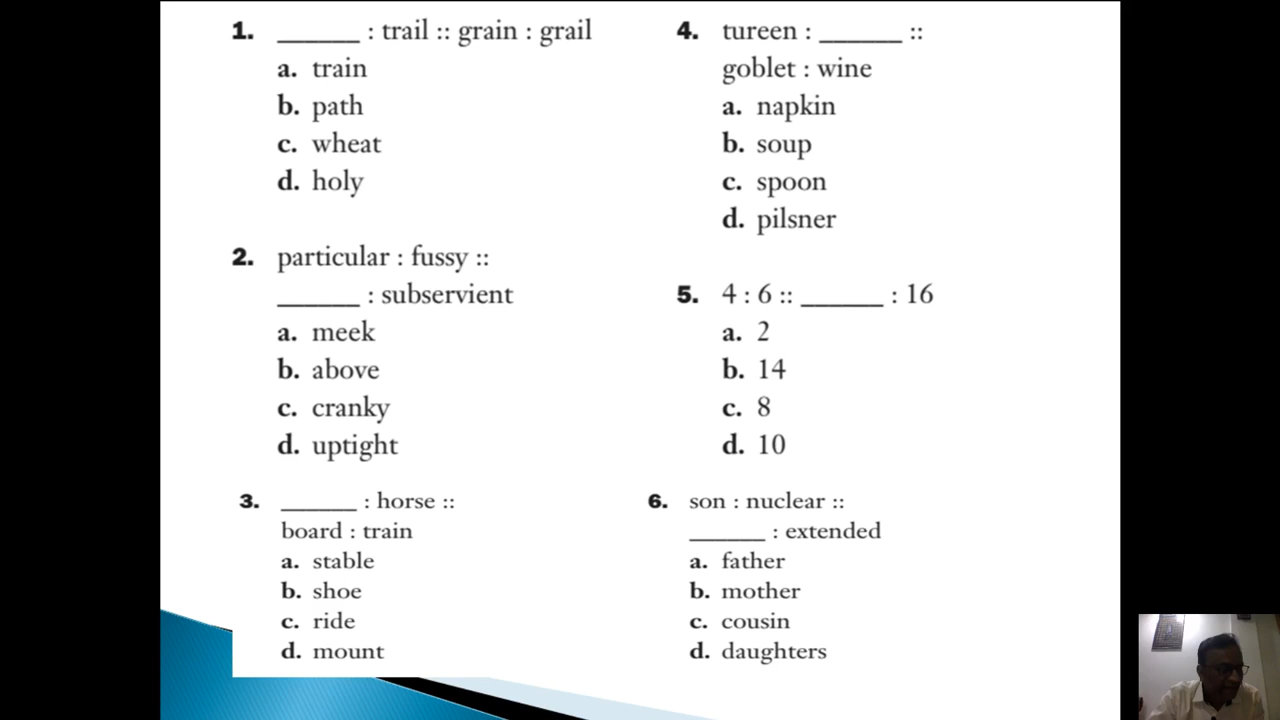 1. ______ : trail :: grain : grail
a. train
b. path
c. wheat
d. holy
2. particular : fussy ::
______ : subservient
a. meek
b. above
c. cranky
d. uptight
3. ______ : horse ::
board : train
a. stable
b. shoe
c. ride
d. mount
4. tureen : ______ ::
goblet : wine
a. napkin
b. soup
c. spoon
d. pilsner
5. 4 : 6 :: ______ : 16
a. 2
b. 14
c. 8
d. 10
6. son : nuclear ::
______ : extended
a. father
b. mother
c. cousin
d. daughters